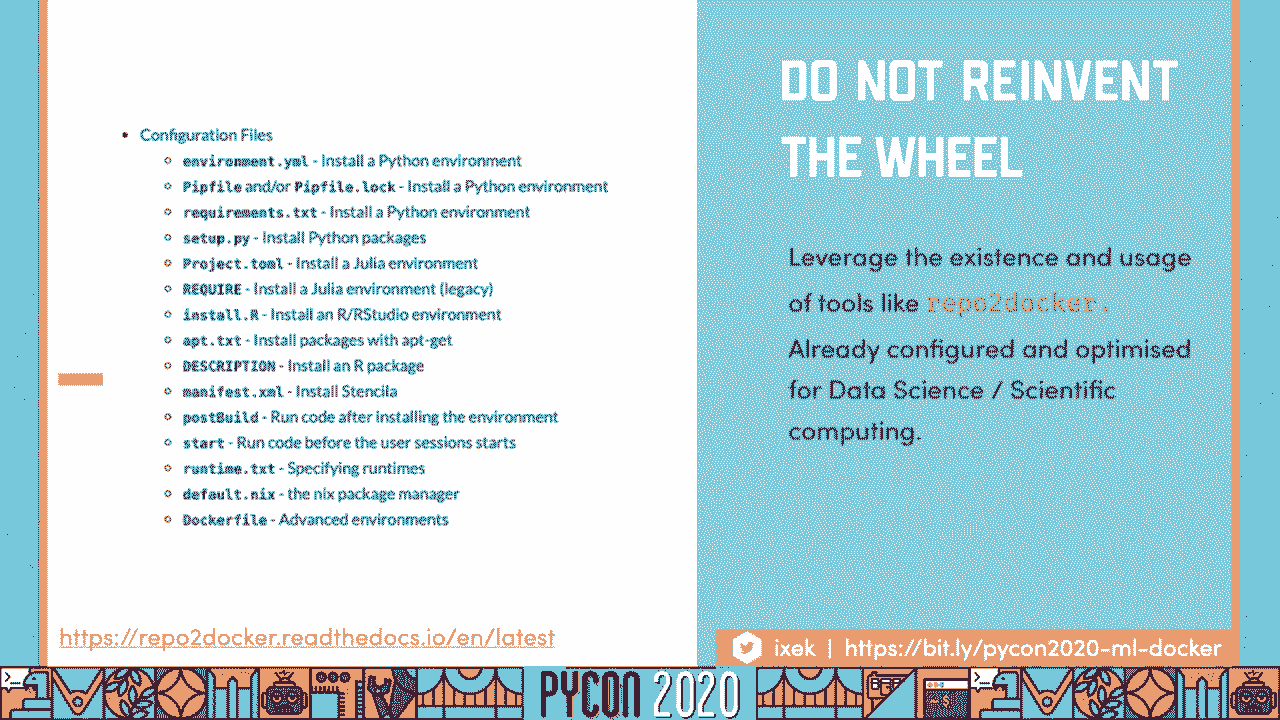 • Configuration Files
◦ environment.yml - Install a Python environment
◦ Pipfile and/or Pipfile.lock - Install a Python environment
◦ requirements.txt - Install a Python environment
◦ setup.py - Install Python packages
◦ Project.toml - Install a Julia environment
◦ REQUIRE - Install a Julia environment (legacy)
◦ install.R - Install an R/RStudio environment
◦ apt.txt - Install packages with apt-get
◦ DESCRIPTION - Install an R package
◦ manifest.xml - Install Stencila
◦ postBuild - Run code after installing the environment
◦ start - Run code before the user sessions starts
◦ runtime.txt - Specifying runtimes
◦ default.nix - the nix package manager
◦ Dockerfile - Advanced environments
https://repo2docker.readthedocs.io/en/latest
DO NOT REINVENT
THE WHEEL
Leverage the existence and usage
of tools like repo2docker.
Already configured and optimised
for Data Science / Scientific
computing.
ixek | https://bit.ly/pycon2020-ml-docker
PYCON 2020